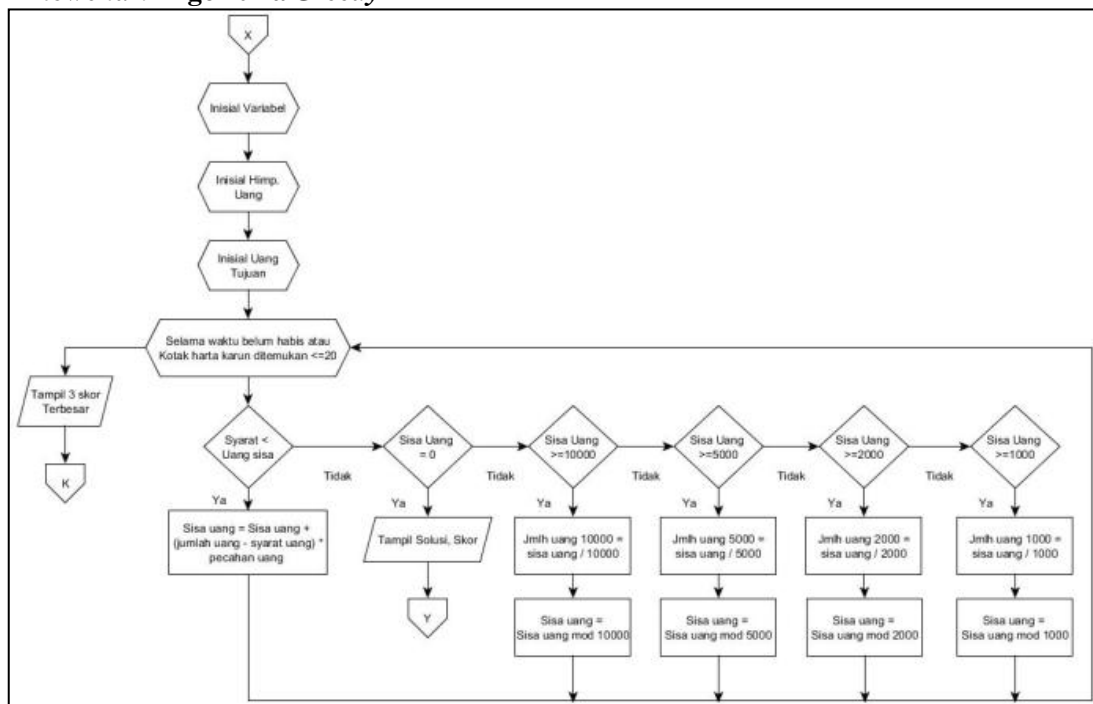 X
Inisial Variabel
Inisial Himp.
Uang
Inisial Uang
Tujuan
Selama waktu belum habis atau
Kotak harta karun ditemukan <=20
Tampil 3 skor
Terbesar
K
Syarat <
Uang sisa
Tidak
Ya
Sisa uang = Sisa uang +
(jumlah uang - syarat uang) *
pecahan uang
Sisa Uang
= 0
Tidak
Ya
Tampil Solusi, Skor
Y
Sisa Uang
>=10000
Tidak
Ya
Jmlh uang 10000 =
sisa uang / 10000
Sisa uang =
Sisa uang mod 10000
Sisa Uang
>=5000
Tidak
Ya
Jmlh uang 5000 =
sisa uang / 5000
Sisa uang =
Sisa uang mod 5000
Sisa Uang
>=2000
Tidak
Ya
Jmlh uang 2000 =
sisa uang / 2000
Sisa uang =
Sisa uang mod 2000
Sisa Uang
>=1000
Ya
Jmlh uang 1000 =
sisa uang / 1000
Sisa uang =
Sisa uang mod 1000